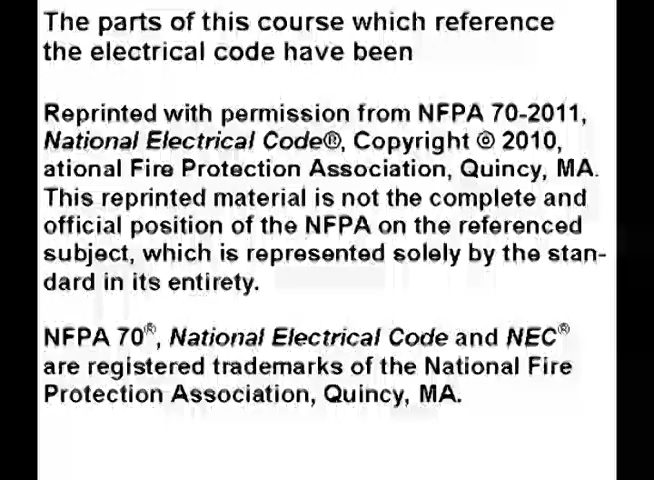 The parts of this course which reference
the electrical code have been
Reprinted with permission from NFPA 70-2011,
National Electrical Code®, Copyright © 2010,
ational Fire Protection Association, Quincy, MA.
This reprinted material is not the complete and
official position of the NFPA on the referenced
subject, which is represented solely by the stan-
dard in its entirety.
NFPA 70®, National Electrical Code and NEC®
are registered trademarks of the National Fire
Protection Association, Quincy, MA.